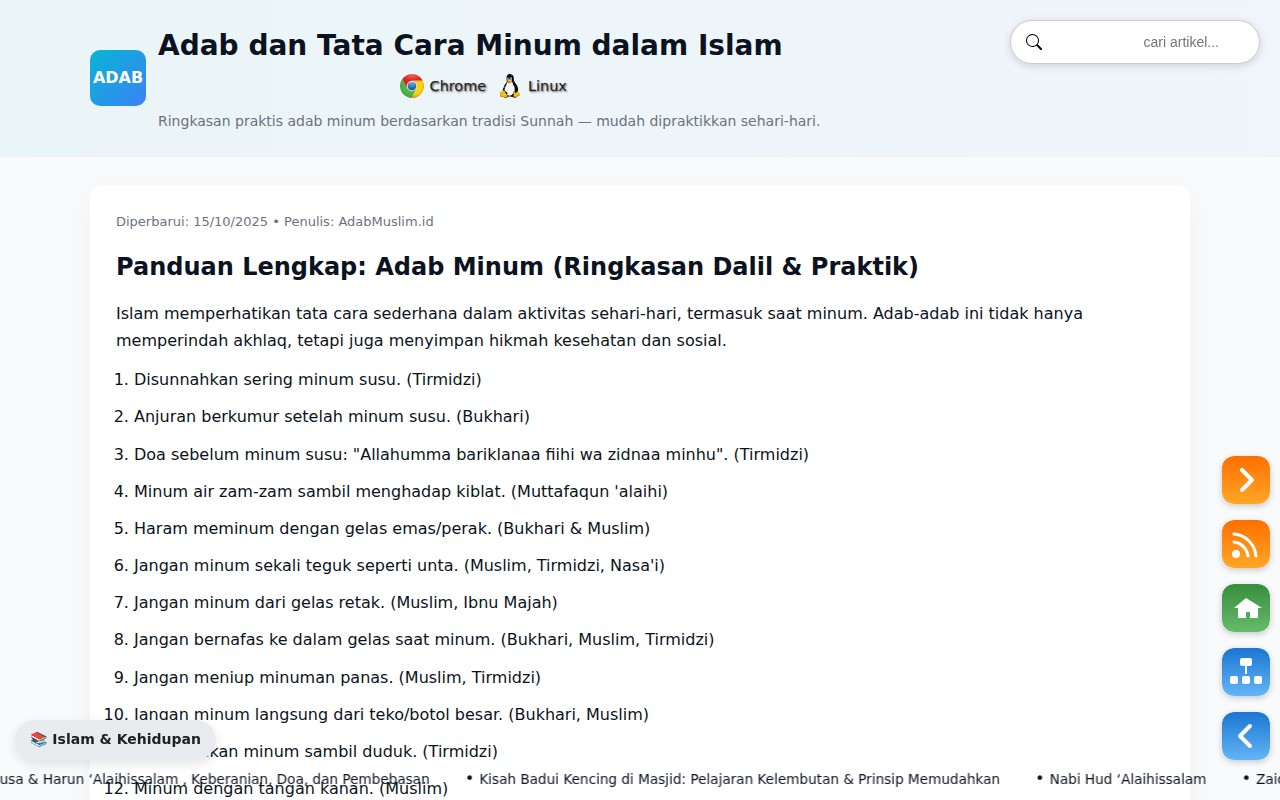 Adab dan Tata Cara Minum dalam Islam
cari artikel...
ADAB
Chrome Linux
Ringkasan praktis adab minum berdasarkan tradisi Sunnah — mudah dipraktikkan sehari-hari.
Diperbarui: 15/10/2025 • Penulis: AdabMuslim.id
Panduan Lengkap: Adab Minum (Ringkasan Dalil & Praktik)
Islam memperhatikan tata cara sederhana dalam aktivitas sehari-hari, termasuk saat minum. Adab-adab ini tidak hanya
memperindah akhlaq, tetapi juga menyimpan hikmah kesehatan dan sosial.
1. Disunnahkan sering minum susu. (Tirmidzi)
2. Anjuran berkumur setelah minum susu. (Bukhari)
3. Doa sebelum minum susu: "Allahumma bariklanaa fiihi wa zidnaa minhu". (Tirmidzi)
4. Minum air zam-zam sambil menghadap kiblat. (Muttafaqun 'alaihi)
5. Haram meminum dengan gelas emas/perak. (Bukhari & Muslim)
6. Jangan minum sekali teguk seperti unta. (Muslim, Tirmidzi, Nasa'i)
7. Jangan minum dari gelas retak. (Muslim, Ibnu Majah)
8. Jangan bernafas ke dalam gelas saat minum. (Bukhari, Muslim, Tirmidzi)
9. Jangan meniup minuman panas. (Muslim, Tirmidzi)
10. Jangan minum langsung dari teko/botol besar. (Bukhari, Muslim)
📚 Islam & Kehidupan
kan minum sambil duduk. (Tirmidzi)
usa & Harun ‘Alaihissalam , Keberanian, Doa, dan Pembebasan • Kisah Badui Kencing di Masjid: Pelajaran Kelembutan & Prinsip Memudahkan • Nabi Hud ‘Alaihissalam • Zaid
12. Minum dengan tangan kanan. (Muslim)